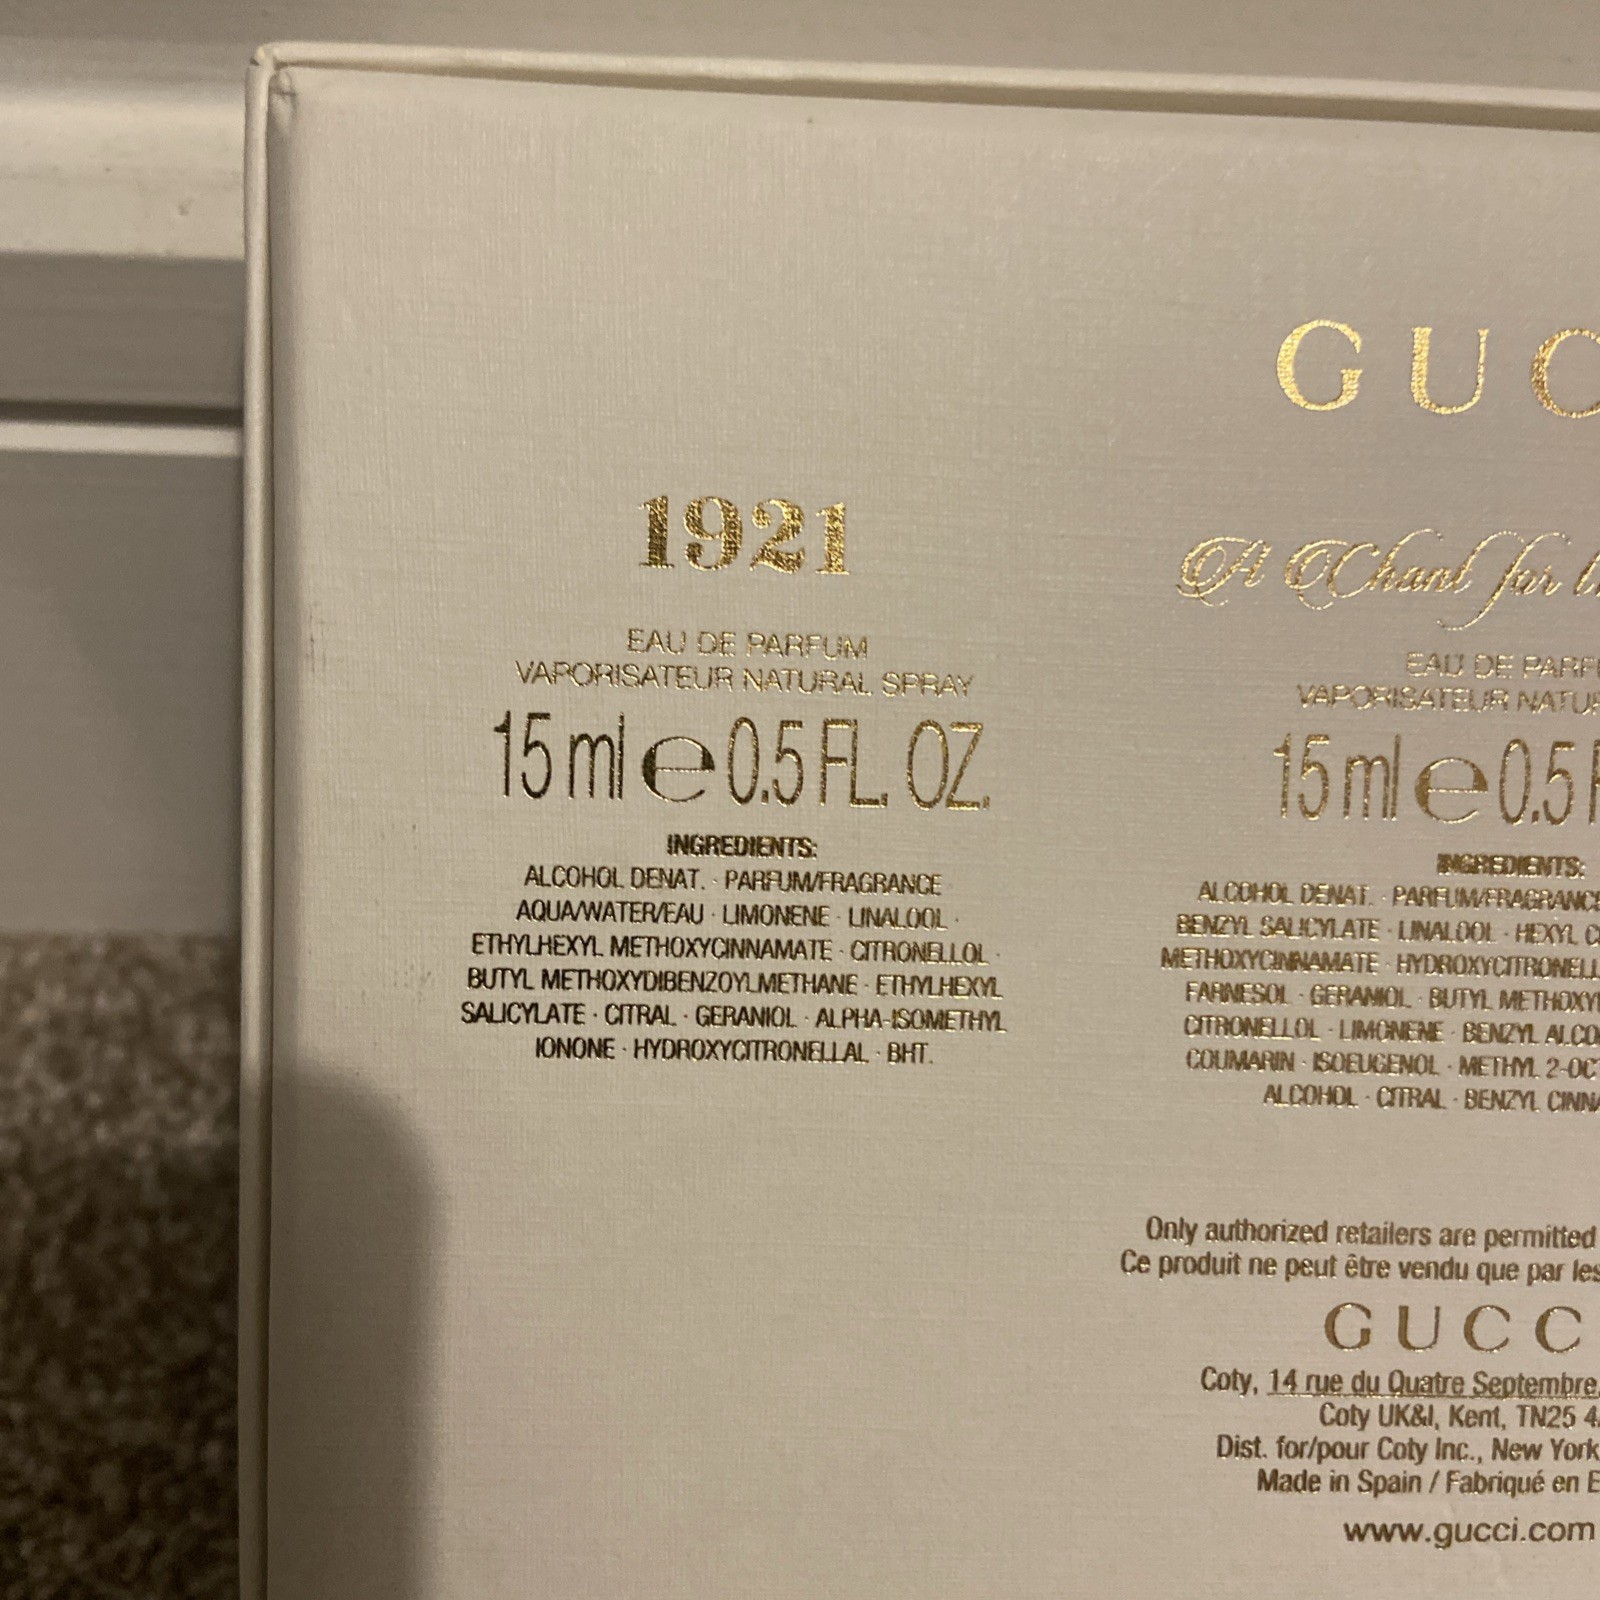 GUC
1921
EAU DE PARFUM
VAPORISATEUR NATURAL SPRAY
15 ml e 0.5 FL. OZ.
INGREDIENTS:
ALCOHOL DENAT. · PARFUM/FRAGRANCE
AQUA/WATER/EAU · LIMONENE · LINALOOL ·
ETHYLHEXYL METHOXYCINNAMATE · CITRONELLOL ·
BUTYL METHOXYDIBENZOYLMETHANE · ETHYLHEXYL
SALICYLATE · CITRAL · GERANIOL · ALPHA-ISOMETHYL
IONONE · HYDROXYCITRONELLAL · BHT.
A Chant for
EAU DE PARF
VAPORISATEUR NATUR
15 ml e 0.5
INGREDIENTS:
ALCOHOL DENAT. · PARFUM/FRAGRANCE
BENZYL SALICYLATE · LINALOOL · HEXYL
METHOXYCINNAMATE · HYDROXYCITRONELL
FARNESOL · GERANIOL · BUTYL METHOXY
CITRONELLOL · LIMONENE · BENZYL ALCO
COUMARIN · ISOEUGENOL · METHYL 2-OC
ALCOHOL · CITRAL · BENZYL CINNA
Only authorized retailers are permitted
Ce produit ne peut être vendu que par les
GUCC
Coty, 14 rue du Quatre Septembre,
Coty UK&I, Kent, TN25 4
Dist. for/pour Coty Inc., New York
Made in Spain / Fabriqué en E
www.gucci.com